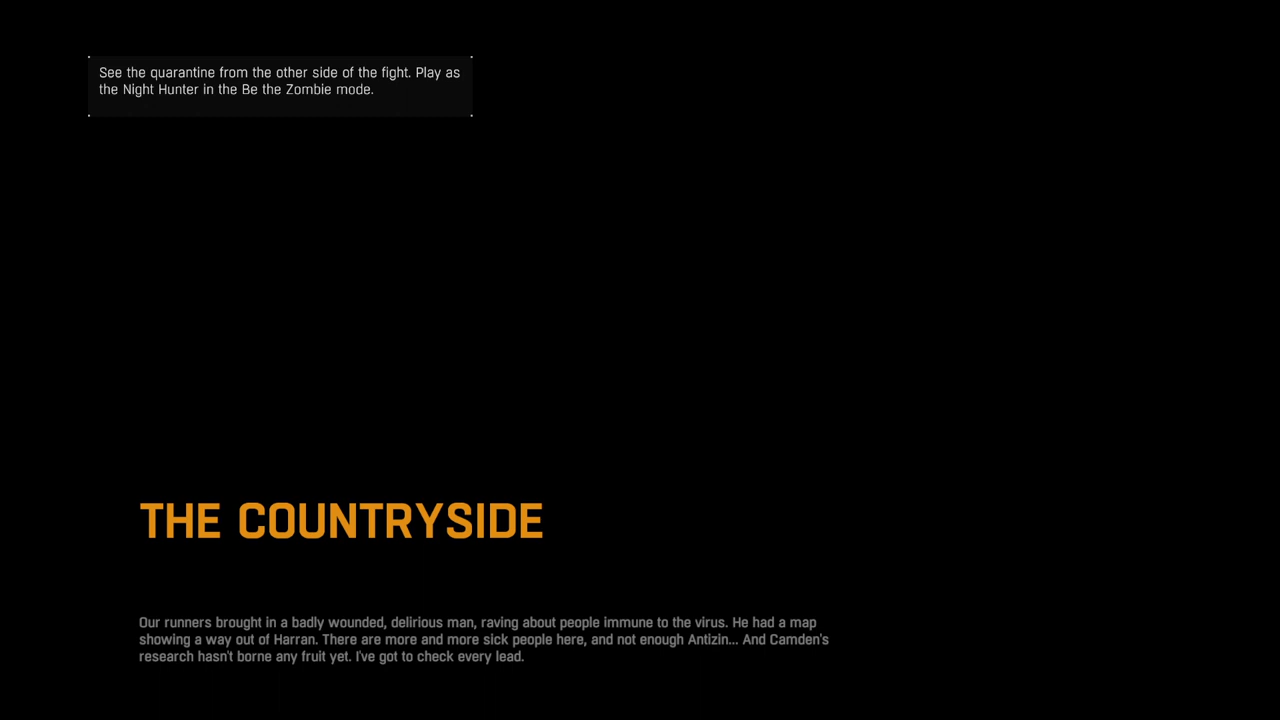 See the quarantine from the other side of the fight. Play as
the Night Hunter in the Be the Zombie mode.
THE COUNTRYSIDE
Our runners brought in a badly wounded, delirious man, raving about people immune to the virus. He had a map
showing a way out of Harran. There are more and more sick people here, and not enough Antizin... And Camden's
research hasn't borne any fruit yet. I've got to check every lead.